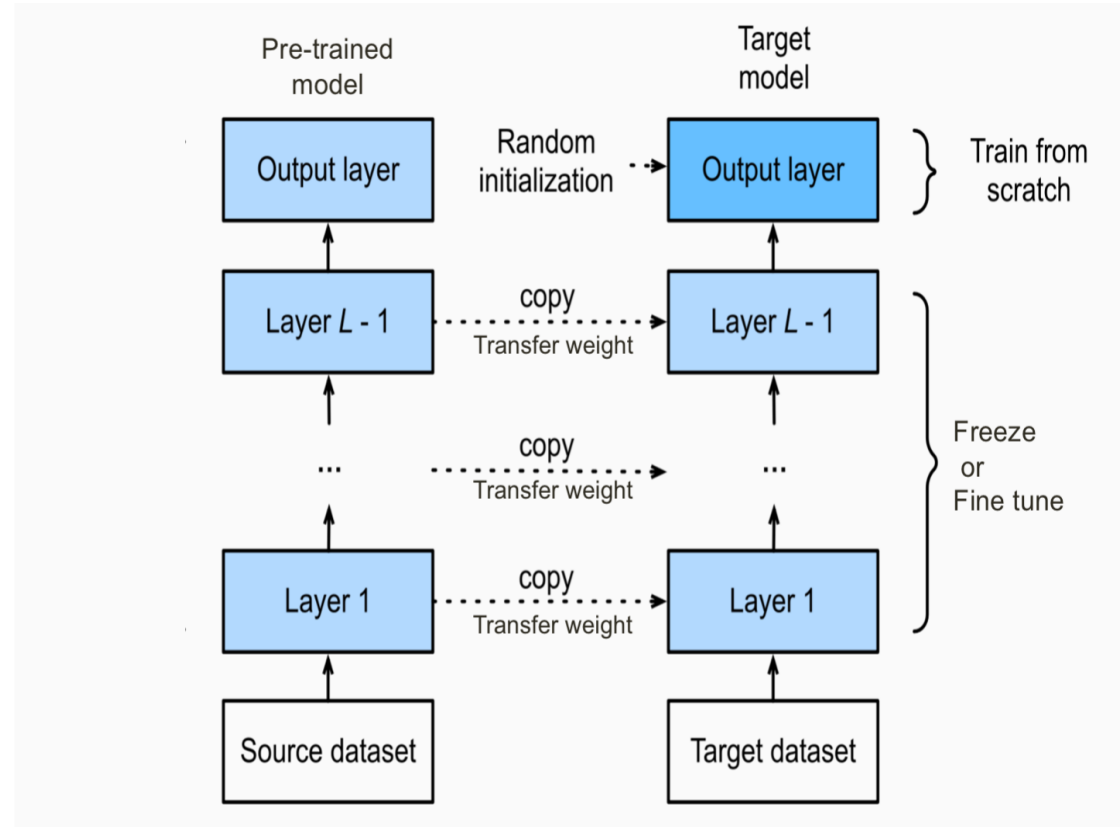 Pre-trained
model
Target
model
Output layer
Random
initialization
Output layer
Train from
scratch
Layer L - 1
copy
Transfer weight
Layer L - 1
...
copy
Transfer weight
...
Freeze
or
Fine tune
Layer 1
copy
Transfer weight
Layer 1
Source dataset
Target dataset